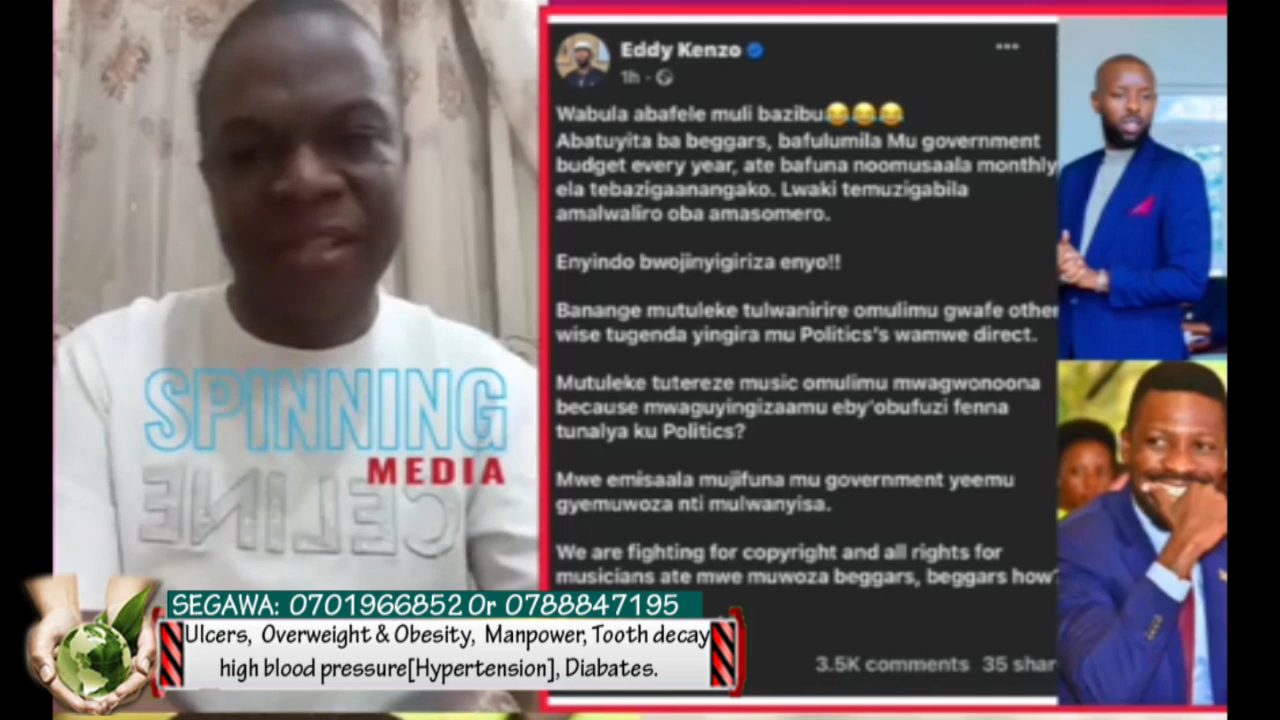 Eddy Kenzo
1h
Wabula abafele muli bazibu😂😂😂
Abatuyita ba beggars, bafulumila Mu government
budget every year, ate bafuna noomusaala monthly
ela tebazigaanangako. Lwaki temuzigabila
amalwaliro oba amasomero.
Enyindo bwojinyigiriza enyo!!
Banange mutuleke tulwanirire omulimu gwafe other
wise tugenda yingira mu Politics's wamwe direct.
Mutuleke tutereze music omulimu mwagwonoona
because mwaguyingizaamu eby'obufuzi fenna
tunalya ku Politics?
Mwe emisaala mujifuna mu government yeemu
gyemuwoza nti mulwanyisa.
We are fighting for copyright and all rights for
musicians ate mwe muwoza beggars, beggars how?
3.5K comments 35 shar
SPINNING
MEDIA
CELINE
SEGAWA: 0701966852 Or 0788847195
Ulcers, Overweight & Obesity, Manpower, Tooth decay
high blood pressure[Hypertension], Diabates.